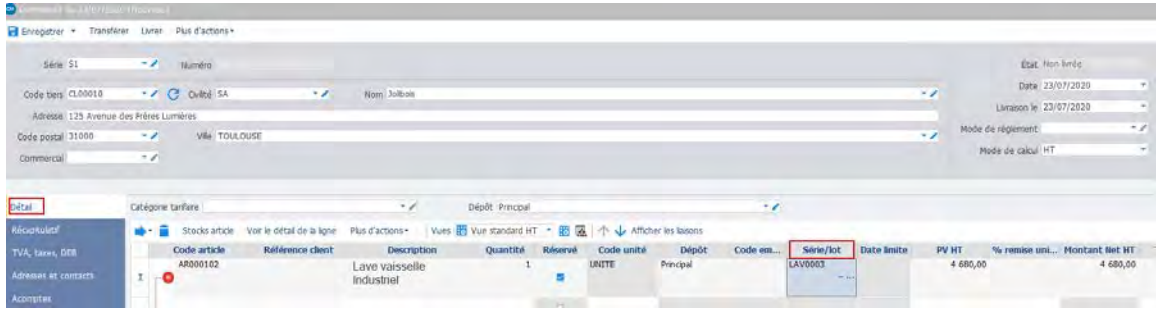 Enregistrer Transférer Livrer Plus d'actions
Série S1 Numéro État Non livrée
Date 23/07/2020
Code tiers CL00010 Civilité SA Nom Jolibois
Livraison le 23/07/2020
Adresse 125 Avenue des Frères Lumières
Mode de règlement
Code postal 31000 Ville TOULOUSE
Mode de calcul HT
Commercial
Détail Catégorie tarifaire Dépôt Principal
Récapitulatif Stocks article Voir le détail de la ligne Plus d'actions Vues Vue standard HT Afficher les liaisons
TVA, taxes, DEB Code article Référence client Description Quantité Réservé Code unité Dépôt Code em... Série/lot Date limite PV HT % remise uni... Montant Net HT
AR000102 Lave vaisselle 1 UNITE Principal LAV0003 4 680,00 4 680,00
Adresses et contacts Industriel
Acomptes